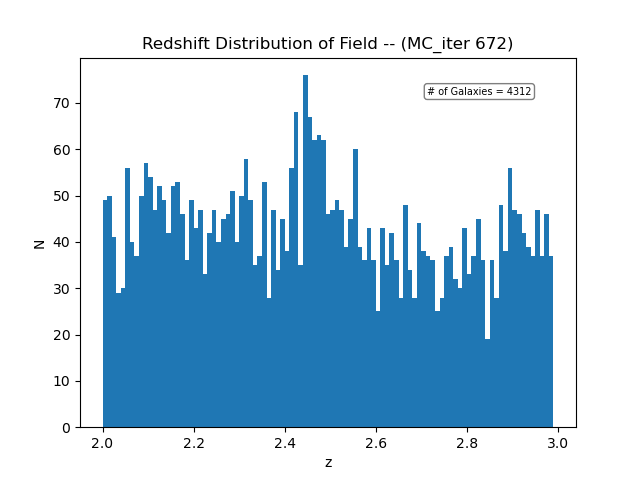 Redshift Distribution of Field -- (MC_iter 672)
# of Galaxies = 4312
N
70
60
50
40
30
20
10
0
2.0 2.2 2.4 2.6 2.8 3.0
z